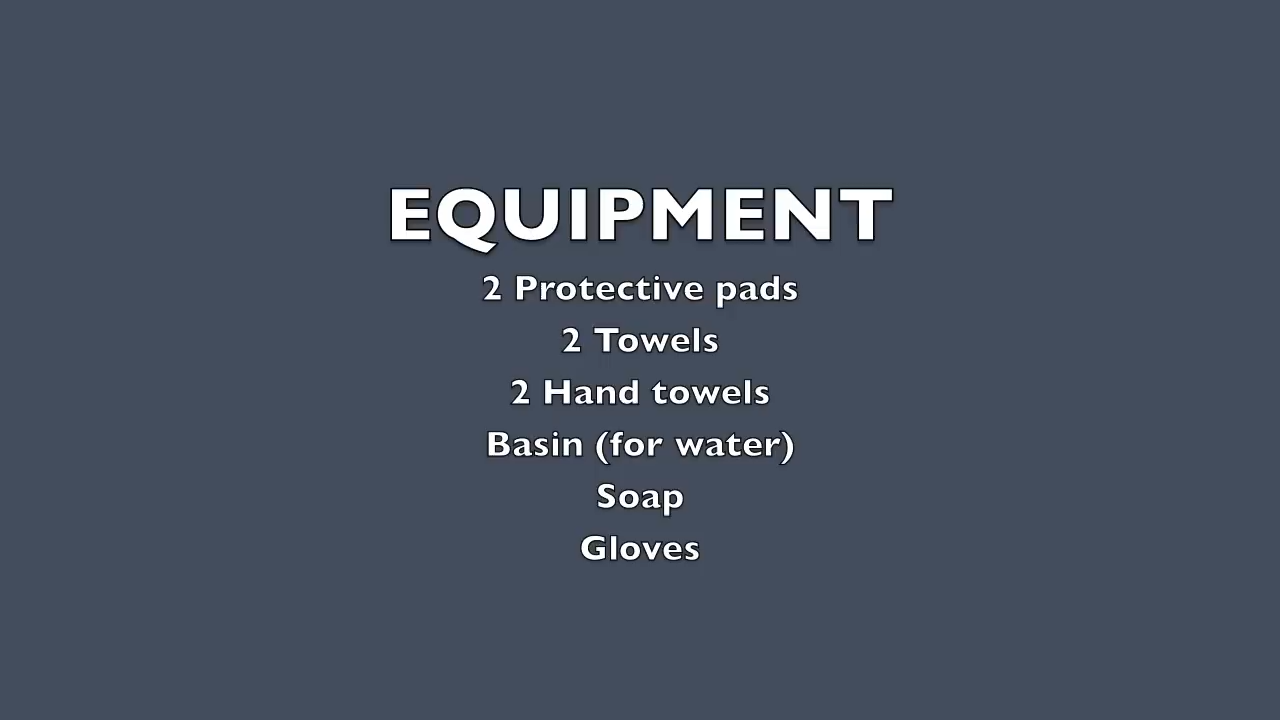 EQUIPMENT
2 Protective pads
2 Towels
2 Hand towels
Basin (for water)
Soap
Gloves